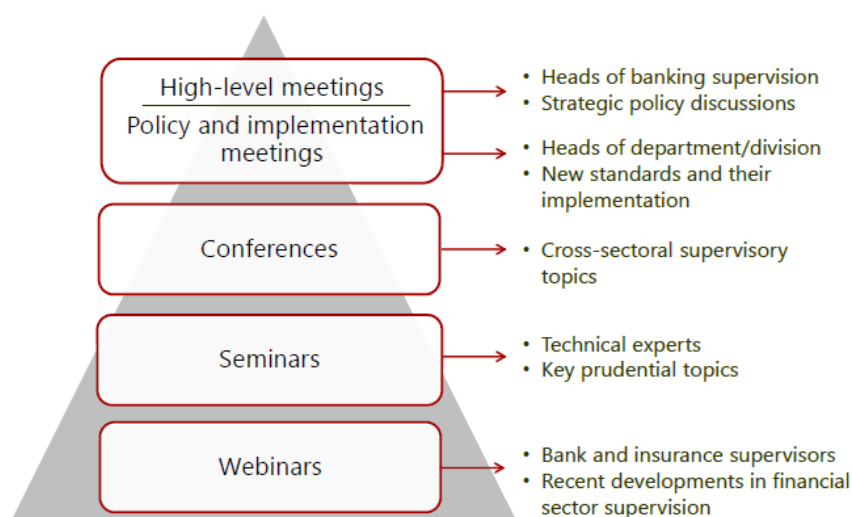 High-level meetings
Policy and implementation
meetings
• Heads of banking supervision
• Strategic policy discussions
• Heads of department/division
• New standards and their
implementation
Conferences
• Cross-sectoral supervisory
topics
Seminars
• Technical experts
• Key prudential topics
Webinars
• Bank and insurance supervisors
• Recent developments in financial
sector supervision